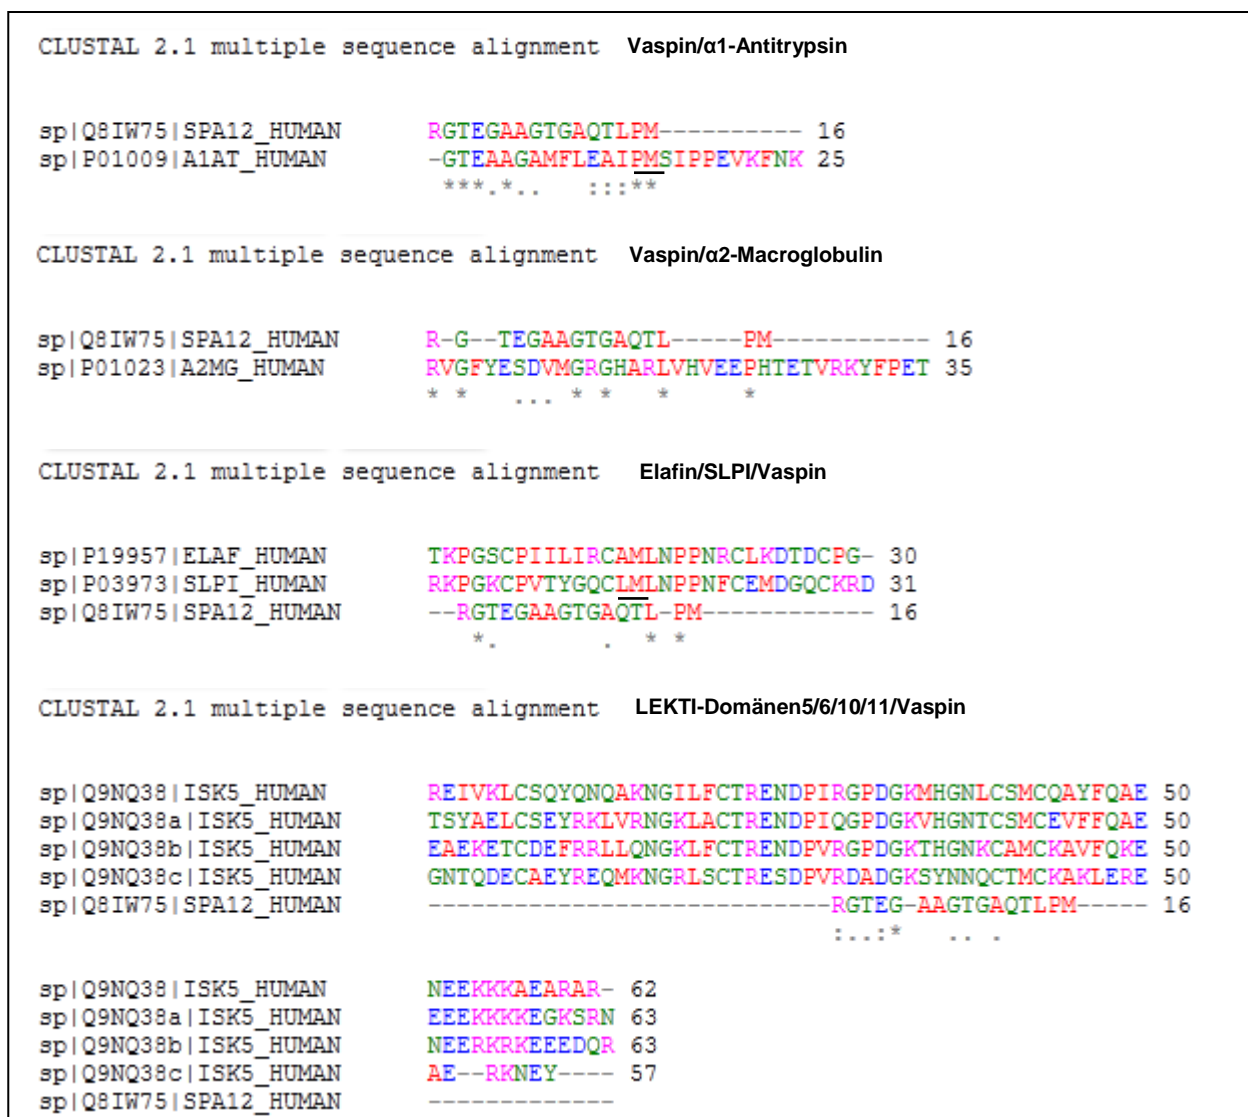 CLUSTAL 2.1 multiple sequence alignment Vaspin/α1-Antitrypsin
sp|Q8IW75|SPA12_HUMAN RGTEGAAGTGAQTLPM---------- 16
sp|P01009|A1AT_HUMAN -GTEAAGAMFLEAIPMSIPPEVKFNK 25
***.*.. :::**
CLUSTAL 2.1 multiple sequence alignment Vaspin/α2-Macroglobulin
sp|Q8IW75|SPA12_HUMAN R-G--TEGAAGTGAQTL-----PM----------- 16
sp|P01023|A2MG_HUMAN RVGFYESDVMGRGHARLVHVEEPHTETVRKYFPET 35
* * ... * * * *
CLUSTAL 2.1 multiple sequence alignment Elafin/SLPI/Vaspin
sp|P19957|ELAF_HUMAN TKPGSCPIILIRCAMLNPPNRCLKDTDCPG- 30
sp|P03973|SLPI_HUMAN RKPGKCPVTYGQCLMLNPPNFCEMDGQCKRD 31
sp|Q8IW75|SPA12_HUMAN --RGTEGAAGTGAQTL-PM------------ 16
*. . * *
CLUSTAL 2.1 multiple sequence alignment LEKTI-Domänen5/6/10/11/Vaspin
sp|Q9NQ38|ISK5_HUMAN REIVKLCSQYQNQAKNGILFCTRENDPIRGPDGKMHGNLCSMCQAYFQAE 50
sp|Q9NQ38a|ISK5_HUMAN TSYAELCSEYRKLVRNGKLACTRENDPIQGPDGKVHGNTCSMCEVFFQAE 50
sp|Q9NQ38b|ISK5_HUMAN EAEKETCDEFRRLLQNGKLFCTRENDPVRGPDGKTHGNKCAMCKAVFQKE 50
sp|Q9NQ38c|ISK5_HUMAN GNTQDECAEYREQMKNGRLSCTRESDPVRDADGKSYNNQCTMCKAKLERE 50
sp|Q8IW75|SPA12_HUMAN ----------------------------RGTEG-AAGTGAQTLPM----- 16
:..:* .. .
sp|Q9NQ38|ISK5_HUMAN NEEKKKAEARAR- 62
sp|Q9NQ38a|ISK5_HUMAN EEEKKKKEGKSRN 63
sp|Q9NQ38b|ISK5_HUMAN NEERKRKEEEDQR 63
sp|Q9NQ38c|ISK5_HUMAN AE--RKNEY---- 57
sp|Q8IW75|SPA12_HUMAN -------------